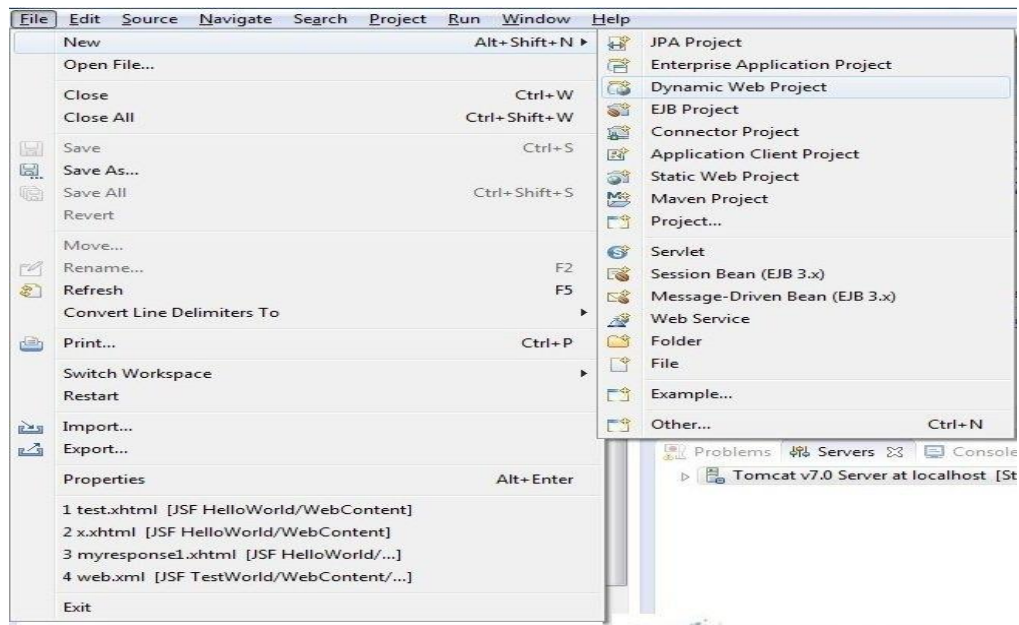 File Edit Source Navigate Search Project Run Window Help
New Alt+Shift+N
Open File...
Close Ctrl+W
Close All Ctrl+Shift+W
Save Ctrl+S
Save As...
Save All Ctrl+Shift+S
Revert
Move...
Rename... F2
Refresh F5
Convert Line Delimiters To
Print... Ctrl+P
Switch Workspace
Restart
Import...
Export...
Properties Alt+Enter
1 test.xhtml [JSF HelloWorld/WebContent]
2 x.xhtml [JSF HelloWorld/WebContent]
3 myresponse1.xhtml [JSF HelloWorld/...]
4 web.xml [JSF TestWorld/WebContent/...]
Exit
JPA Project
Enterprise Application Project
Dynamic Web Project
EJB Project
Connector Project
Application Client Project
Static Web Project
Maven Project
Project...
Servlet
Session Bean (EJB 3.x)
Message-Driven Bean (EJB 3.x)
Web Service
Folder
File
Example...
Other... Ctrl+N
Problems Servers Console
Tomcat v7.0 Server at localhost [St